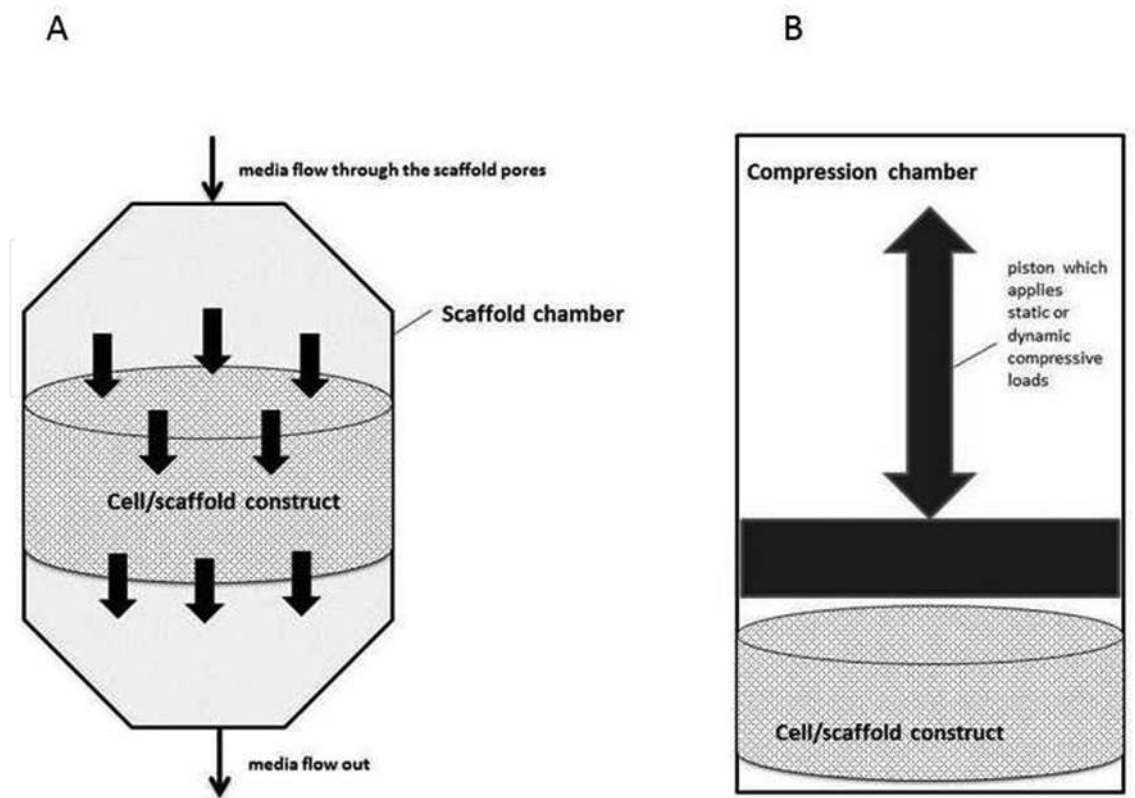 A
media flow through the scaffold pores
Scaffold chamber
Cell/scaffold construct
media flow out
B
Compression chamber
piston which
applies
static or
dynamic
compressive
loads
Cell/scaffold construct